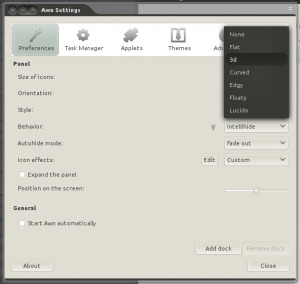 Awn Settings
Preferences
Task Manager
Applets
Themes
None
Flat
3d
Curved
Edgy
Floaty
Lucido
Panel
Size of icons:
Orientation:
Style:
Behavior:
Intellihide
Autohide mode:
Fade out
Icon effects:
Edit
Custom
Expand the panel
Position on the screen:
General
Start Awn automatically
Add dock
Remove dock
About
Close